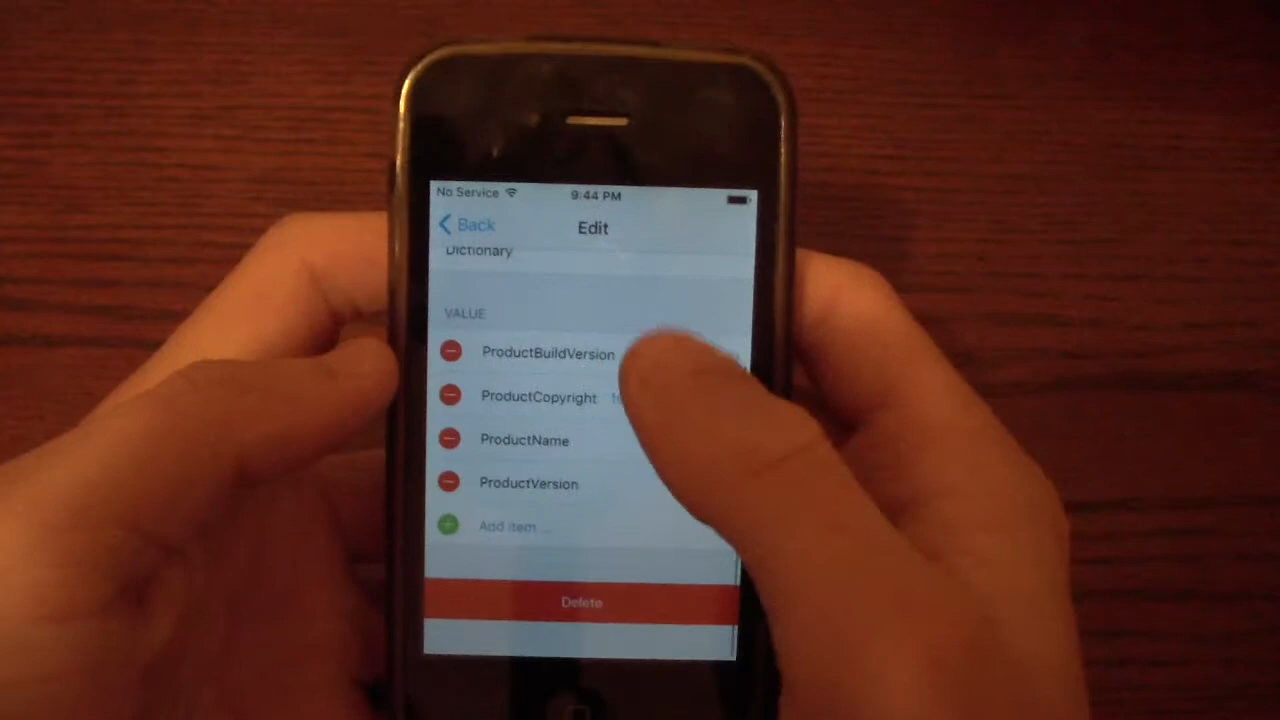 No Service 9:44 PM
Back Edit
Dictionary
VALUE
ProductBuildVersion
ProductCopyright
ProductName
ProductVersion
Add item ...
Delete